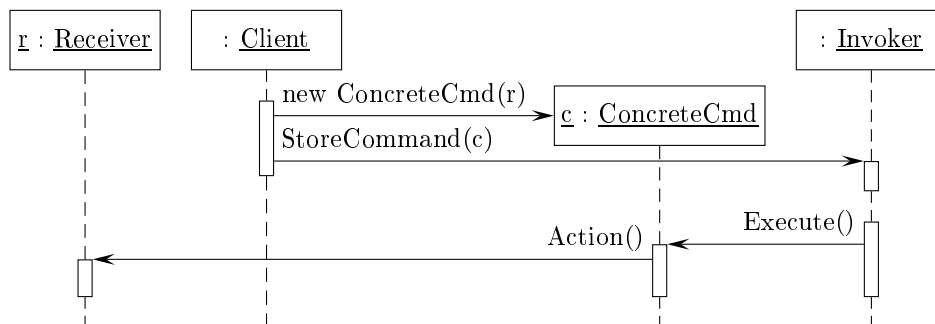 r : Receiver
: Client
: Invoker
new ConcreteCmd(r)
c : ConcreteCmd
StoreCommand(c)
Execute()
Action()